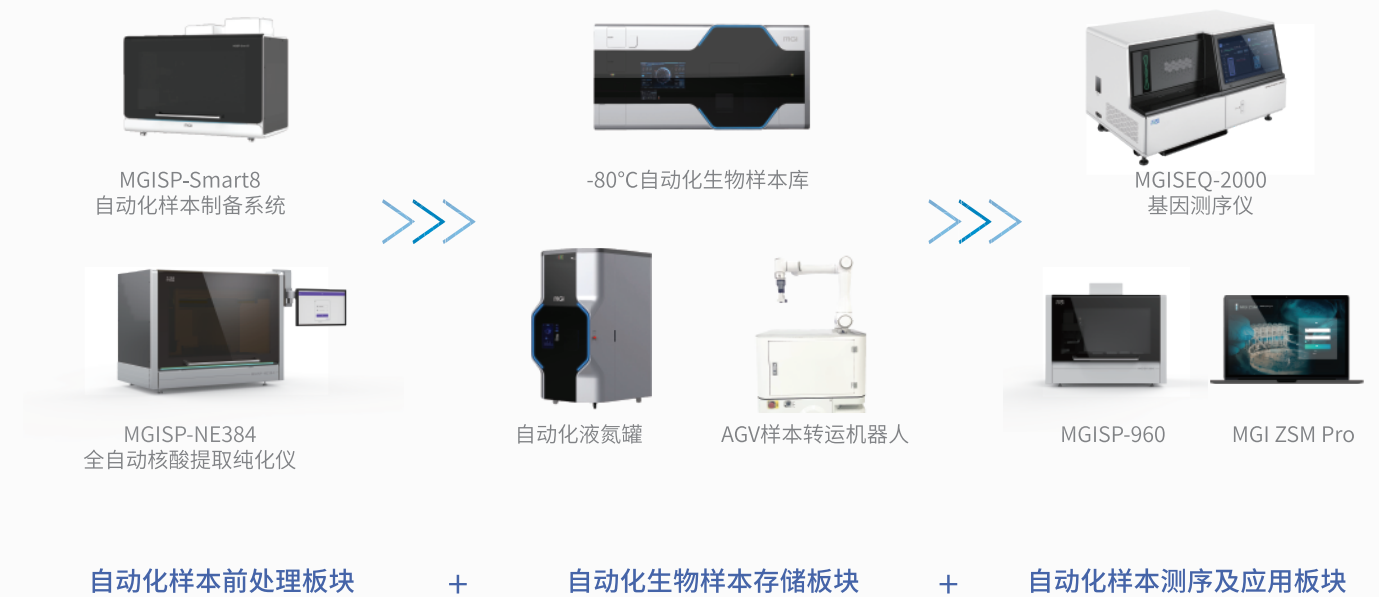 MGISP-Smart8
自动化样本制备系统
-80℃自动化生物样本库
MGISEQ-2000
基因测序仪
MGISP-NE384
全自动核酸提取纯化仪
自动化液氮罐
AGV样本转运机器人
MGISP-960
MGI ZSM Pro
自动化样本前处理板块
+
自动化生物样本存储板块
+
自动化样本测序及应用板块